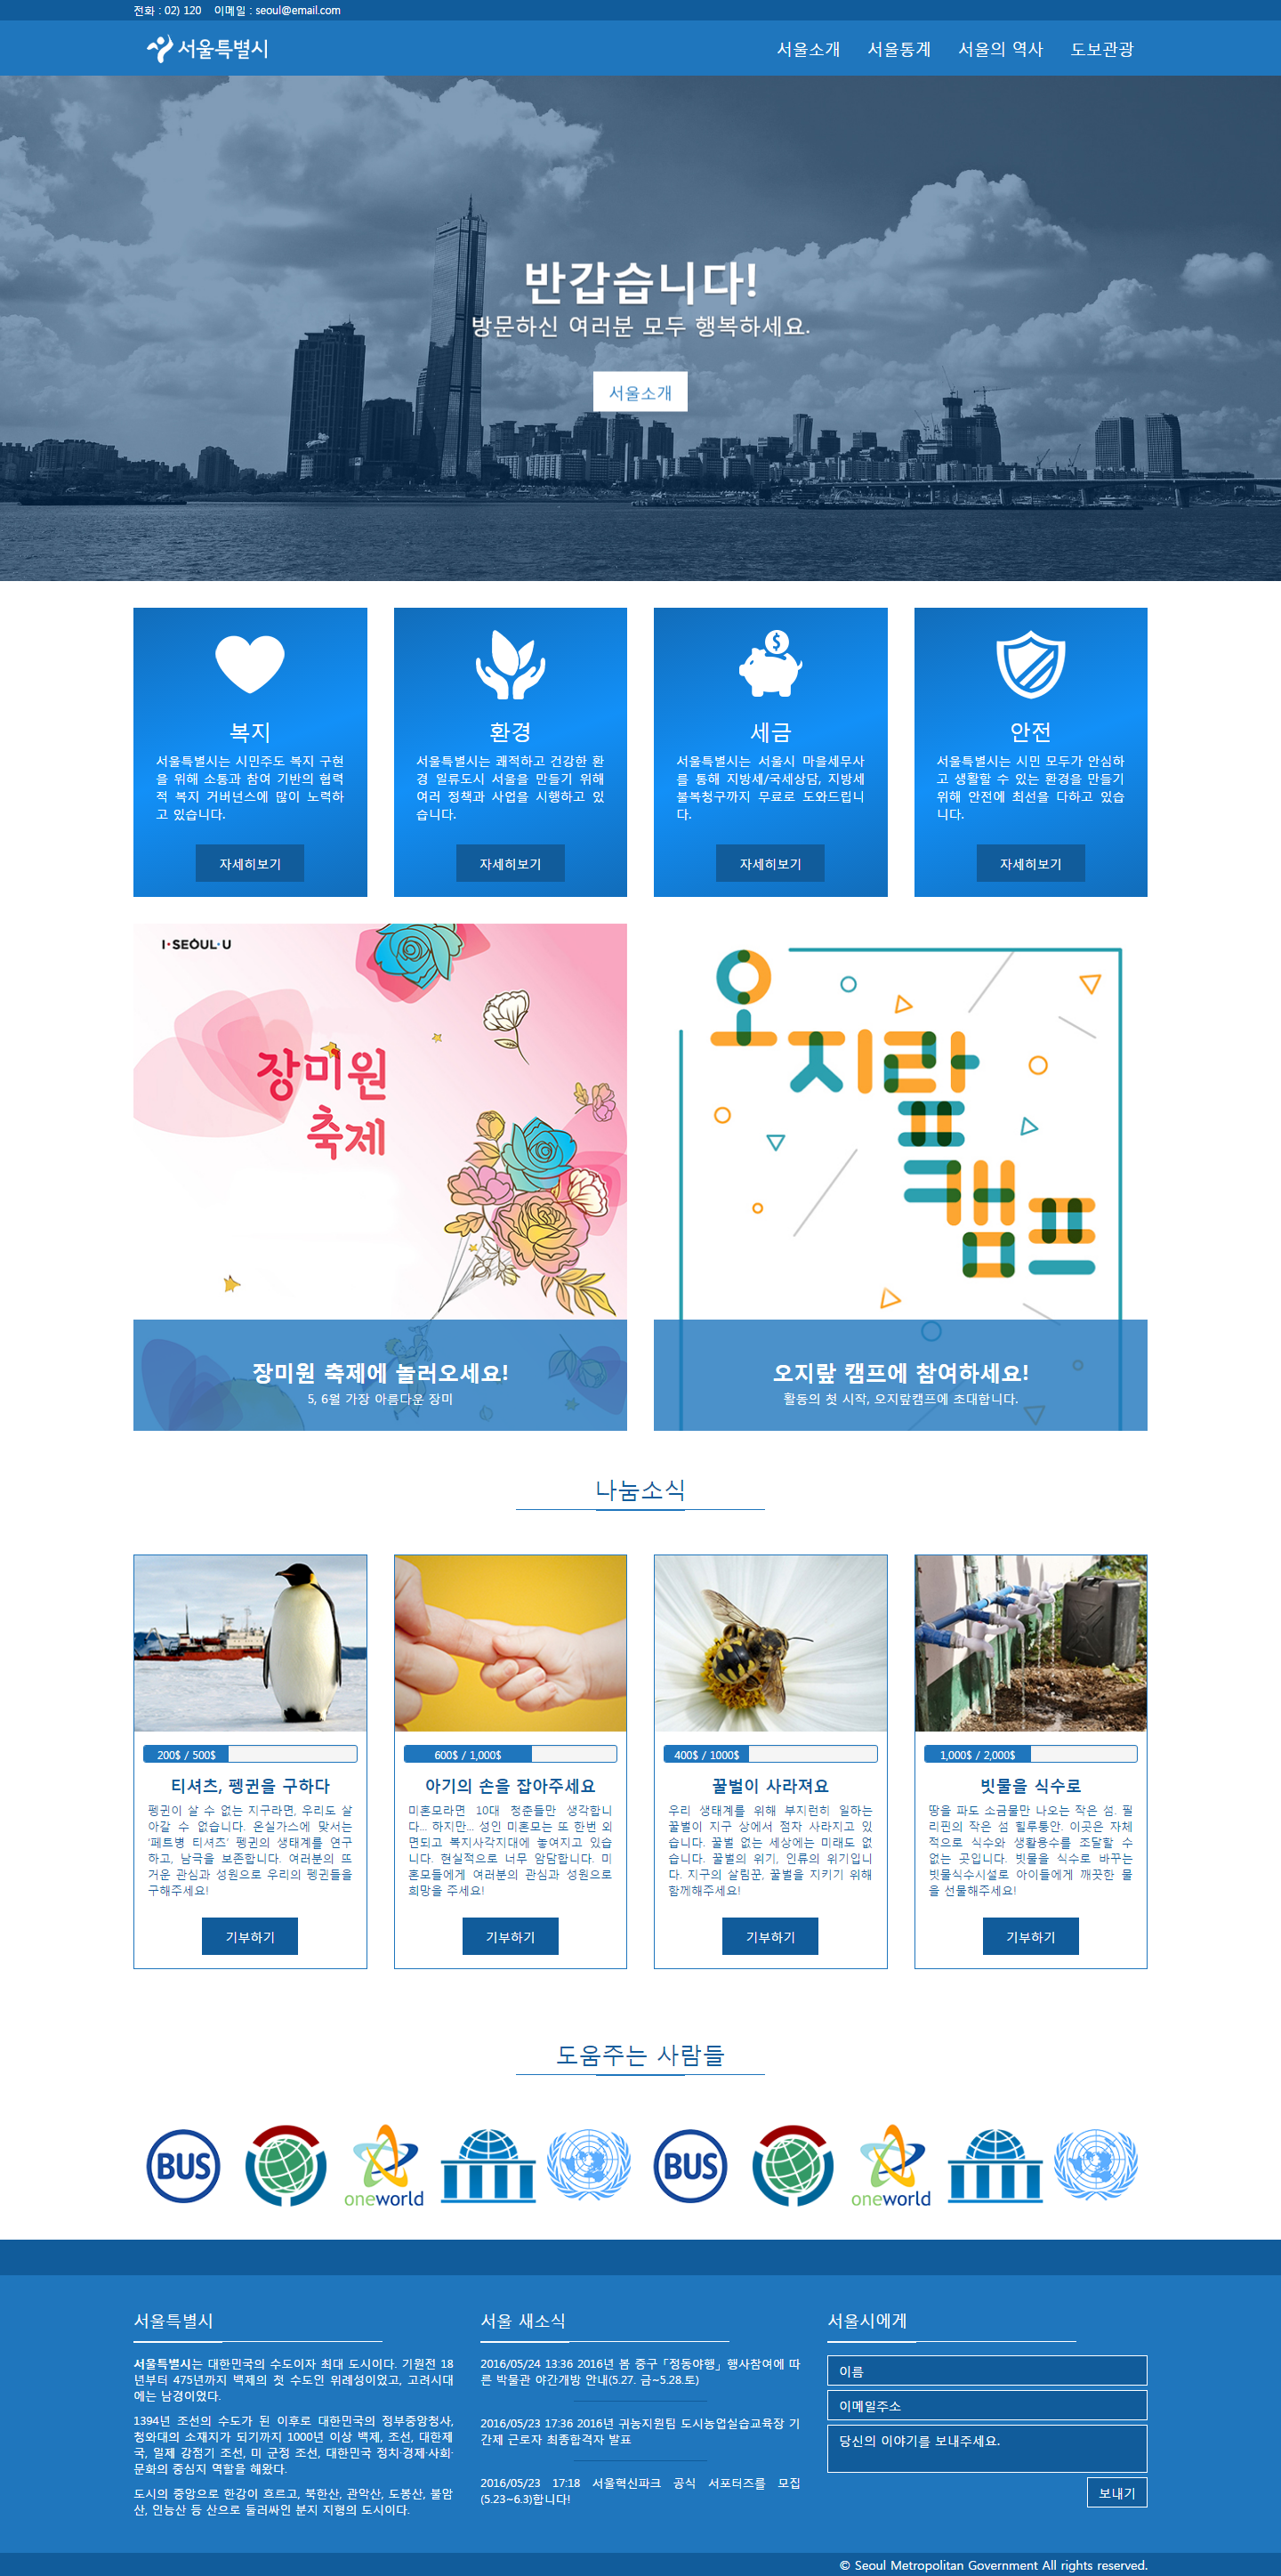 전화 : 02) 120 이메일 : seoul@email.com
서울특별시
서울소개 서울통계 서울의 역사 도보관광
반갑습니다!
방문하신 여러분 모두 행복하세요.
서울소개
복지
서울특별시는 시민주도 복지 구현
을 위해 소통과 참여 기반의 협력
적 복지 거버넌스에 많이 노력하
고 있습니다.
자세히보기
환경
서울특별시는 쾌적하고 건강한 환
경 일류도시 서울을 만들기 위해
여러 정책과 사업을 시행하고 있
습니다.
자세히보기
세금
서울특별시는 서울시 마을세무사
를 통해 지방세/국세상담, 지방세
불복청구까지 무료로 도와드립니
다.
자세히보기
안전
서울특별시는 시민 모두가 안심하
고 생활할 수 있는 환경을 만들기
위해 안전에 최선을 다하고 있습
니다.
자세히보기
I·SEOUL·U
장미원
축제
장미원 축제에 놀러오세요!
5, 6월 가장 아름다운 장미
오지랖
캠프
오지랖 캠프에 참여하세요!
활동의 첫 시작, 오지랖캠프에 초대합니다.
나눔소식
200$ / 500$
티셔츠, 펭귄을 구하다
펭귄이 살 수 없는 지구라면, 우리도 살
아갈 수 없습니다. 온실가스에 맞서는
'페트병 티셔츠' 펭귄의 생태계를 연구
하고, 남극을 보존합니다. 여러분의 뜨
거운 관심과 성원으로 우리의 펭귄들을
구해주세요!
기부하기
600$ / 1,000$
아기의 손을 잡아주세요
미혼모라면 10대 청춘들만 생각합니
다... 하지만... 성인 미혼모는 또 한번 외
면되고 복지사각지대에 놓여지고 있습
니다. 현실적으로 너무 암담합니다. 미
혼모들에게 여러분의 관심과 성원으로
희망을 주세요!
기부하기
400$ / 1000$
꿀벌이 사라져요
우리 생태계를 위해 부지런히 일하는
꿀벌이 지구 상에서 점차 사라지고 있
습니다. 꿀벌 없는 세상에는 미래도 없
습니다. 꿀벌의 위기, 인류의 위기입니
다. 지구의 살림꾼, 꿀벌을 지키기 위해
함께해주세요!
기부하기
1,000$ / 2,000$
빗물을 식수로
땅을 파도 소금물만 나오는 작은 섬. 필
리핀의 작은 섬 힐루퉁안. 이곳은 자체
적으로 식수와 생활용수를 조달할 수
없는 곳입니다. 빗물을 식수로 바꾸는
빗물식수시설로 아이들에게 깨끗한 물
을 선물해주세요!
기부하기
도움주는 사람들
BUS oneworld BUS oneworld
서울특별시
서울특별시는 대한민국의 수도이자 최대 도시이다. 기원전 18
년부터 475년까지 백제의 첫 수도인 위례성이었고, 고려시대
에는 남경이었다.
1394년 조선의 수도가 된 이후로 대한민국의 정부중앙청사,
청와대의 소재지가 되기까지 1000년 이상 백제, 조선, 대한제
국, 일제 강점기 조선, 미 군정 조선, 대한민국 정치·경제·사회·
문화의 중심지 역할을 해왔다.
도시의 중앙으로 한강이 흐르고, 북한산, 관악산, 도봉산, 불암
산, 인능산 등 산으로 둘러싸인 분지 지형의 도시이다.
서울 새소식
2016/05/24 13:36 2016년 봄 중구 「정동야행」 행사참여에 따
른 박물관 야간개방 안내(5.27. 금~5.28.토)
2016/05/23 17:36 2016년 귀농지원팀 도시농업실습교육장 기
간제 근로자 최종합격자 발표
2016/05/23 17:18 서울혁신파크 공식 서포터즈를 모집
(5.23~6.3)합니다!
서울시에게
이름
이메일주소
당신의 이야기를 보내주세요.
보내기
© Seoul Metropolitan Government All rights reserved.